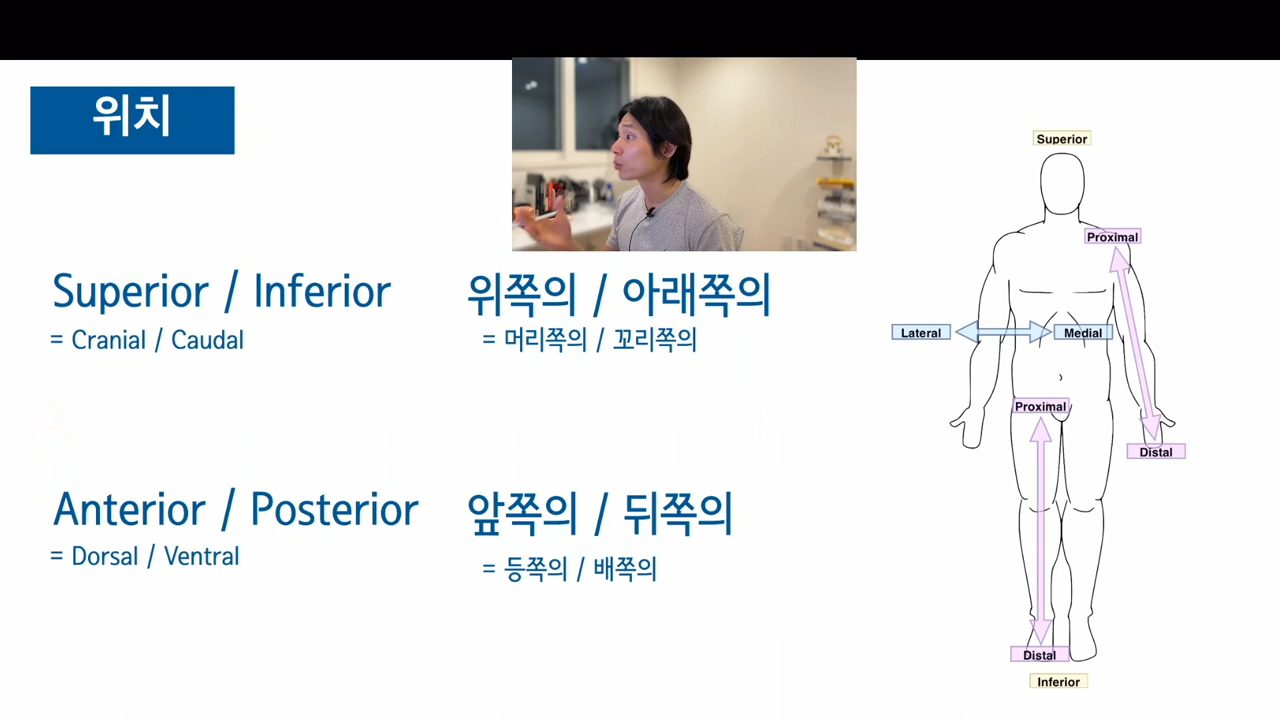 위치
Superior / Inferior
위쪽의 / 아래쪽의
= Cranial / Caudal
= 머리쪽의 / 꼬리쪽의
Anterior / Posterior
앞쪽의 / 뒤쪽의
= Dorsal / Ventral
= 등쪽의 / 배쪽의
Superior
Proximal
Lateral
Medial
Proximal
Distal
Distal
Inferior